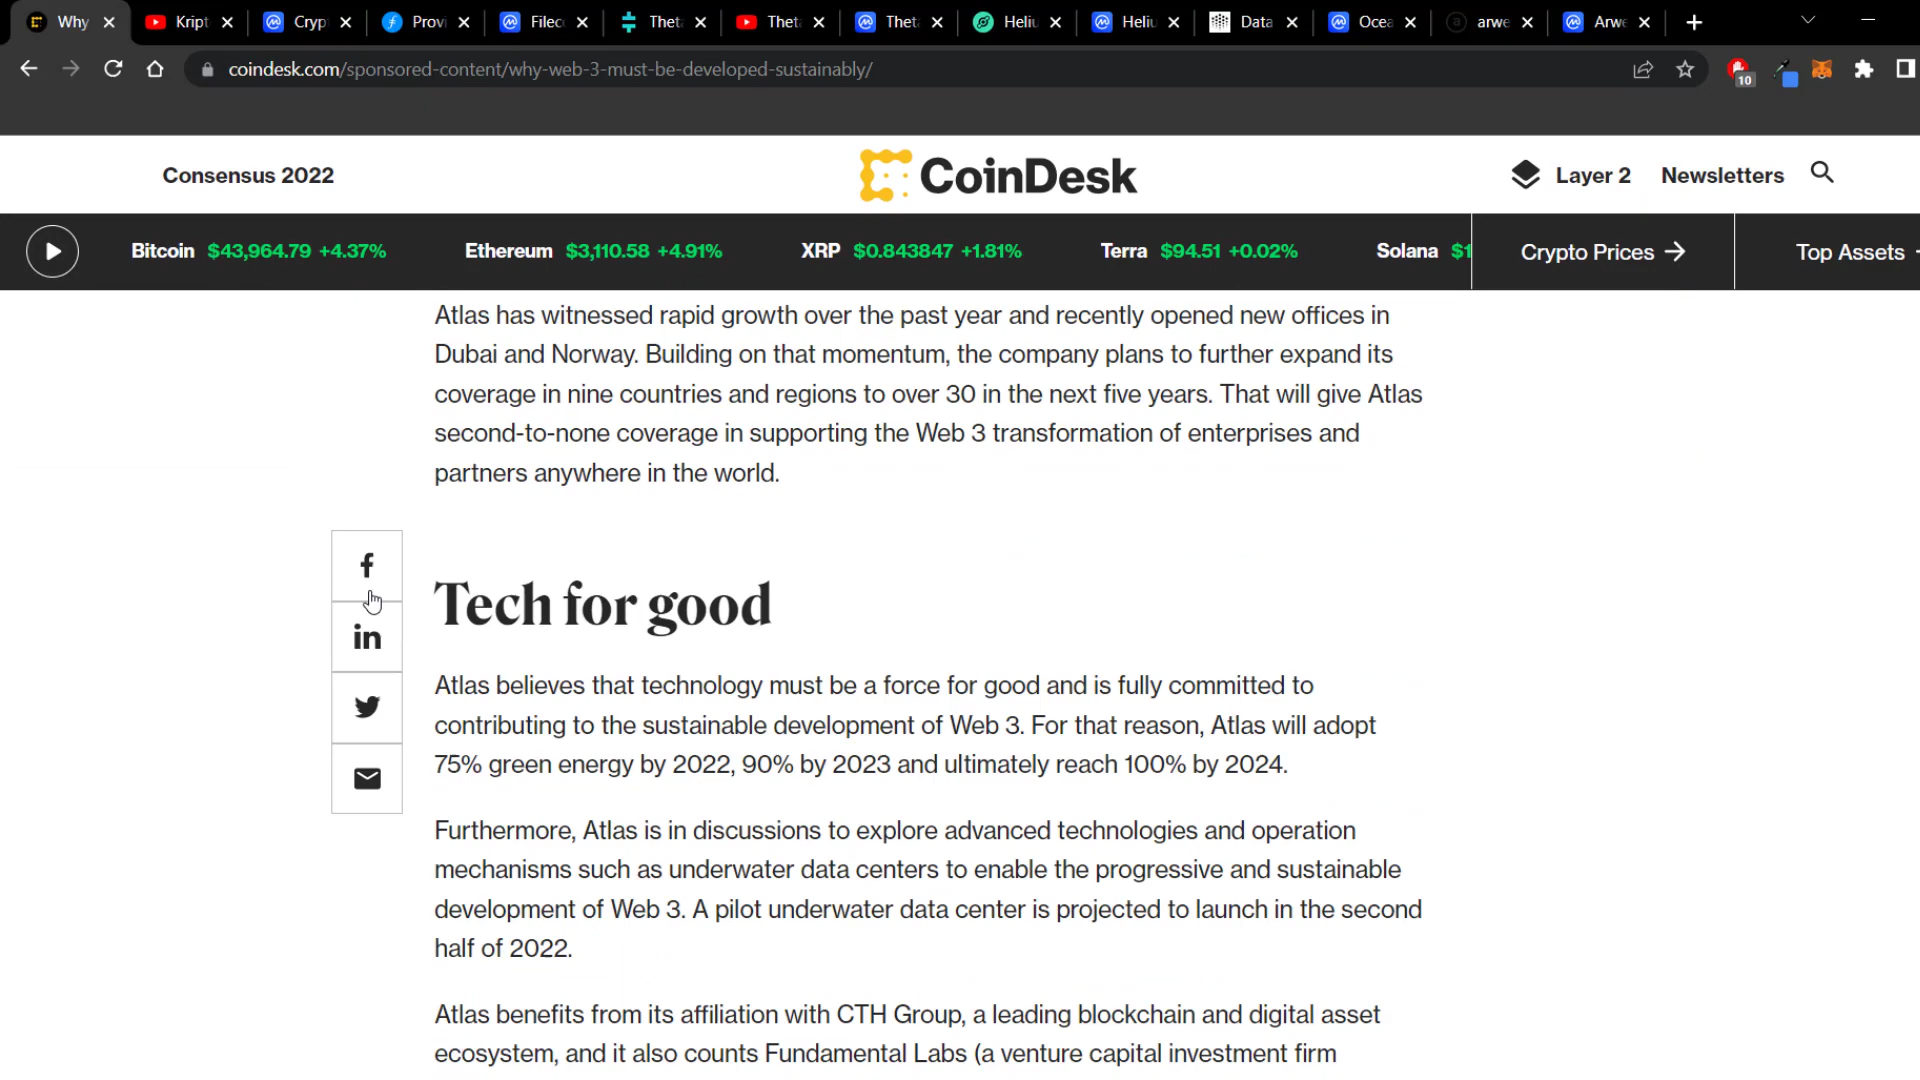 Why
Kript
Cryp
Provi
Filec
Theta
Theta
Theta
Heliu
Heliu
Data
Ocea
arwe
Arwe
coindesk.com/sponsored-content/why-web-3-must-be-developed-sustainably/
10
Consensus 2022
CoinDesk
Layer 2
Newsletters
Bitcoin $43,964.79 +4.37%
Ethereum $3,110.58 +4.91%
XRP $0.843847 +1.81%
Terra $94.51 +0.02%
Solana $1
Crypto Prices
Top Assets
Atlas has witnessed rapid growth over the past year and recently opened new offices in
Dubai and Norway. Building on that momentum, the company plans to further expand its
coverage in nine countries and regions to over 30 in the next five years. That will give Atlas
second-to-none coverage in supporting the Web 3 transformation of enterprises and
partners anywhere in the world.
Tech for good
Atlas believes that technology must be a force for good and is fully committed to
contributing to the sustainable development of Web 3. For that reason, Atlas will adopt
75% green energy by 2022, 90% by 2023 and ultimately reach 100% by 2024.
Furthermore, Atlas is in discussions to explore advanced technologies and operation
mechanisms such as underwater data centers to enable the progressive and sustainable
development of Web 3. A pilot underwater data center is projected to launch in the second
half of 2022.
Atlas benefits from its affiliation with CTH Group, a leading blockchain and digital asset
ecosystem, and it also counts Fundamental Labs (a venture capital investment firm